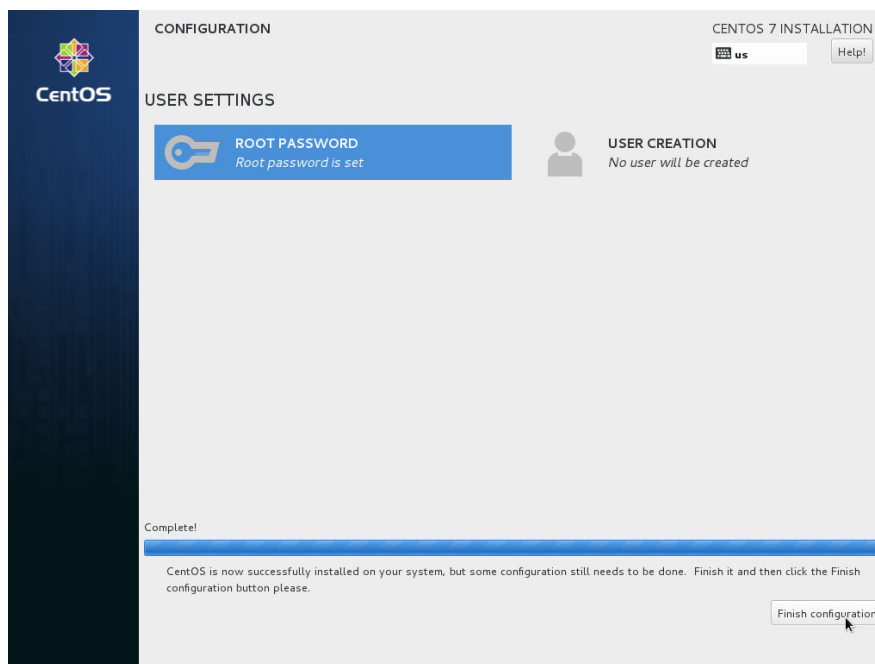 CentOS
CONFIGURATION
CENTOS 7 INSTALLATION
us
Help!
USER SETTINGS
ROOT PASSWORD
Root password is set
USER CREATION
No user will be created
Complete!
CentOS is now successfully installed on your system, but some configuration still needs to be done. Finish it and then click the Finish
configuration button please.
Finish configuration